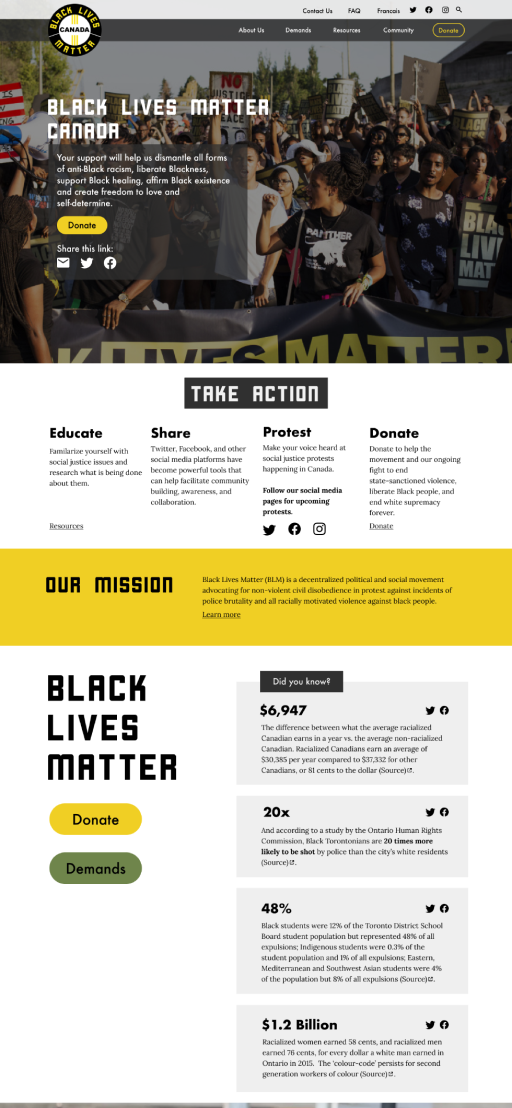 Contact Us FAQ Francais
BLACK LIVES
CANADA
MATTER
About Us Demands Resources Community Donate
NO
JUSTICE
PEACE
BLACK LIVES MATTER
CANADA
Your support will help us dismantle all forms
of anti-Black racism, liberate Blackness,
support Black healing, affirm Black existence
and create freedom to love and
self-determine.
Donate
Share this link:
PANTHER
BLA
LIV
MAT
K LIVES MATTER
TAKE ACTION
Educate
Familarize yourself with
social justice issues and
research what is being done
about them.
Resources
Share
Twitter, Facebook, and other
social media platforms have
become powerful tools that
can help facilitate community
building, awareness, and
collaboration.
Protest
Make your voice heard at
social justice protests
happening in Canada.
Follow our social media
pages for upcoming
protests.
Donate
Donate to help the
movement and our ongoing
fight to end
state-sanctioned violence,
liberate Black people, and
end white supremacy
forever.
Donate
OUR MISSION
Black Lives Matter (BLM) is a decentralized political and social movement
advocating for non-violent civil disobedience in protest against incidents of
police brutality and all racially motivated violence against black people.
Learn more
BLACK
LIVES
MATTER
Donate
Demands
Did you know?
$6,947
The difference between what the average racialized
Canadian earns in a year vs. the average non-racialized
Canadian. Racialized Canadians earn an average of
$30,385 per year compared to $37,332 for other
Canadians, or 81 cents to the dollar (Source).
20x
And according to a study by the Ontario Human Rights
Commission, Black Torontonians are 20 times more
likely to be shot by police than the city's white residents
(Source).
48%
Black students were 12% of the Toronto District School
Board student population but represented 48% of all
expulsions; Indigenous students were 0.3% of the
student population and 1% of all expulsions; Eastern,
Mediterranean and Southwest Asian students were 4%
of the population but 8% of all expulsions (Source).
$1.2 Billion
Racialized women earned 58 cents, and racialized men
earned 76 cents, for every dollar a white man earned in
Ontario in 2015. The 'colour-code' persists for second
generation workers of colour (Source).